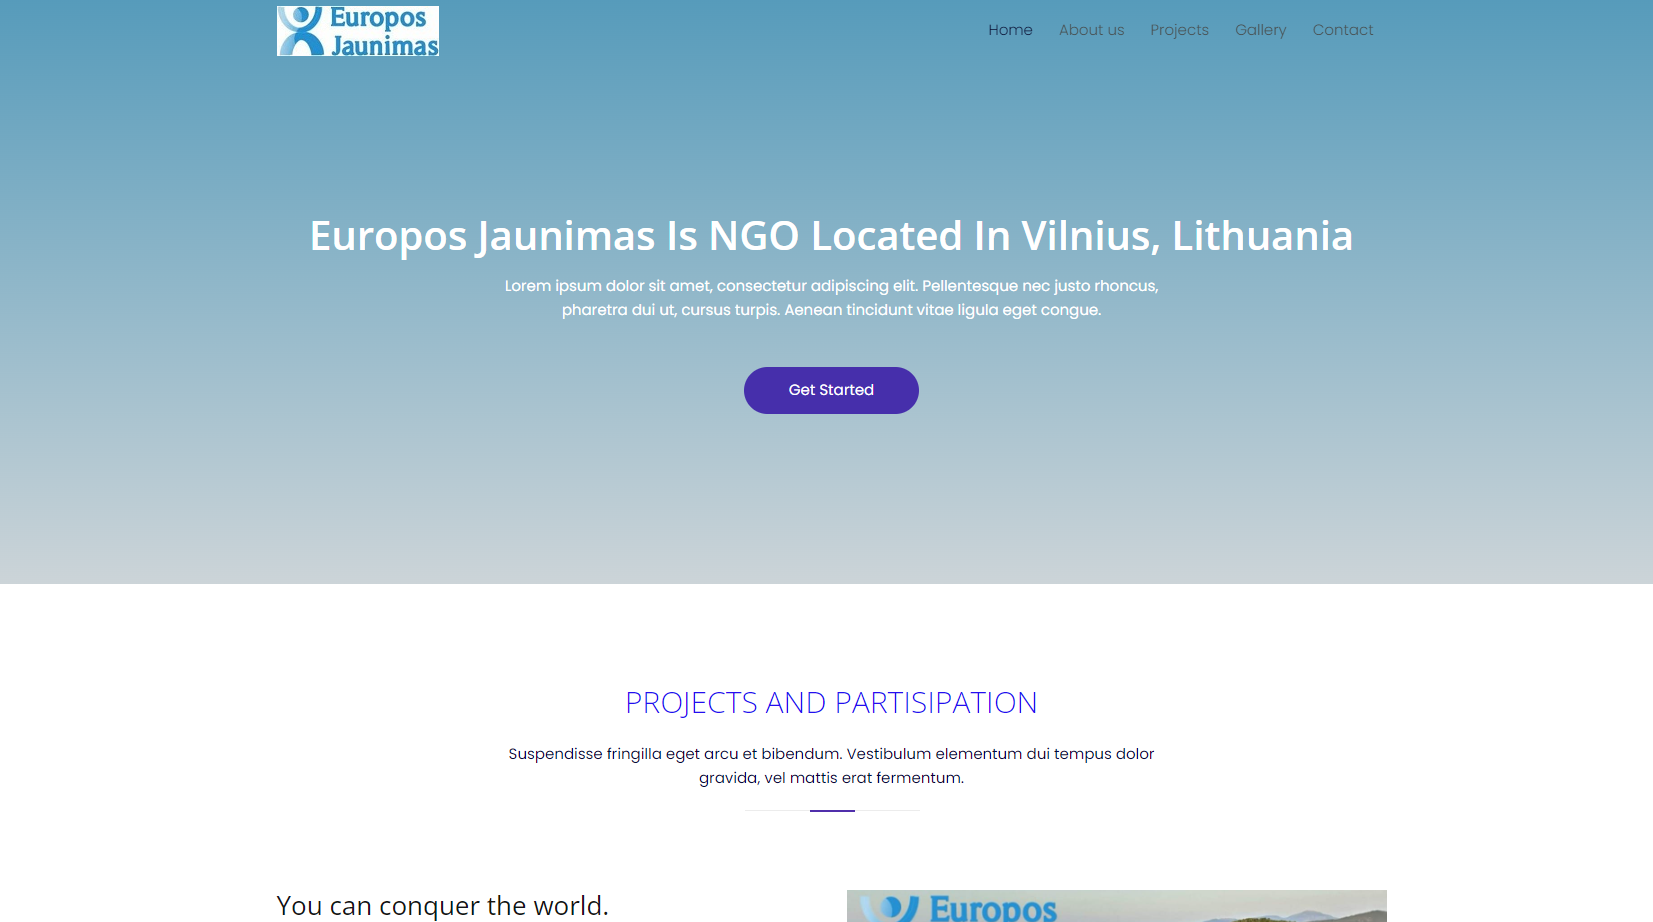 Europos
Jaunimas
Home
About us
Projects
Gallery
Contact
Europos Jaunimas Is NGO Located In Vilnius, Lithuania
Lorem ipsum dolor sit amet, consectetur adipiscing elit. Pellentesque nec justo rhoncus,
pharetra dui ut, cursus turpis. Aenean tincidunt vitae ligula eget congue.
Get Started
PROJECTS AND PARTISIPATION
Suspendisse fringilla eget arcu et bibendum. Vestibulum elementum dui tempus dolor
gravida, vel mattis erat fermentum.
You can conquer the world.
Europos